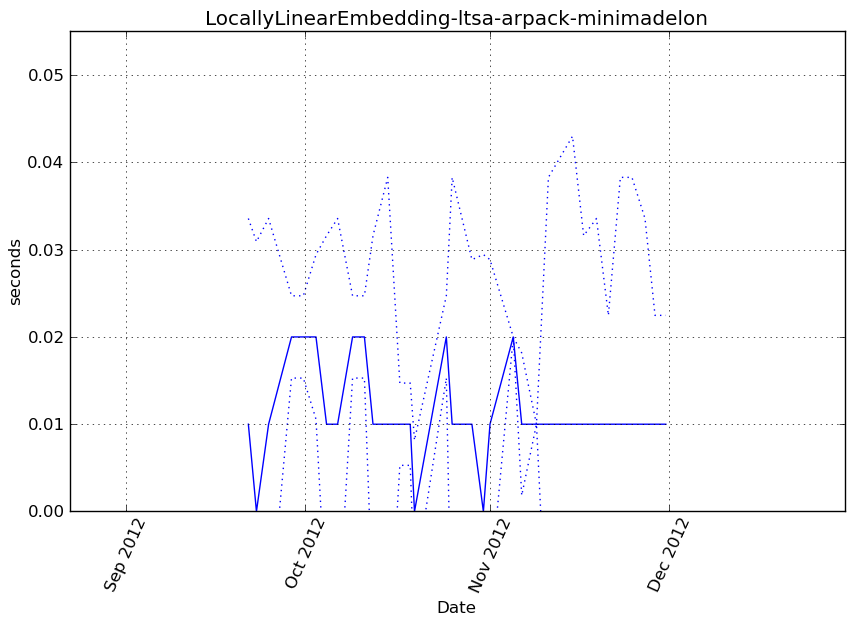 LocallyLinearEmbedding-ltsa-arpack-minimadelon
0.05
0.04
0.03
0.02
0.01
0.00
seconds
Sep 2012
Oct 2012
Nov 2012
Dec 2012
Date